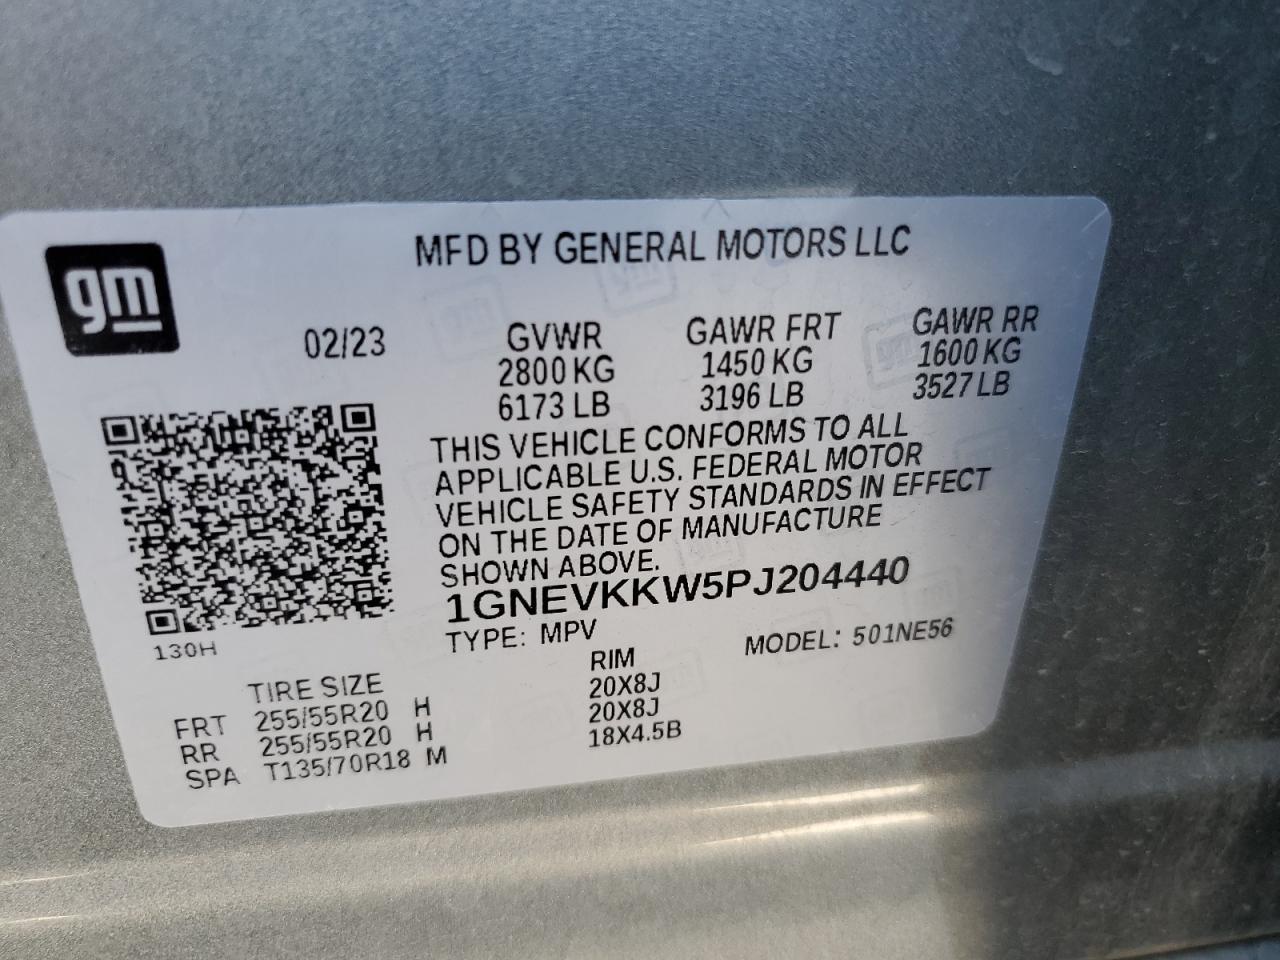 gm
MFD BY GENERAL MOTORS LLC
02/23
GVWR
2800 KG
6173 LB
GAWR FRT
1450 KG
3196 LB
GAWR RR
1600 KG
3527 LB
THIS VEHICLE CONFORMS TO ALL
APPLICABLE U.S. FEDERAL MOTOR
VEHICLE SAFETY STANDARDS IN EFFECT
ON THE DATE OF MANUFACTURE
SHOWN ABOVE.
1GNEVKKW5PJ204440
TYPE: MPV MODEL: 501NE56
130H
TIRE SIZE RIM
FRT 255/55R20 H 20X8J
RR 255/55R20 H 20X8J
SPA T135/70R18 M 18X4.5B